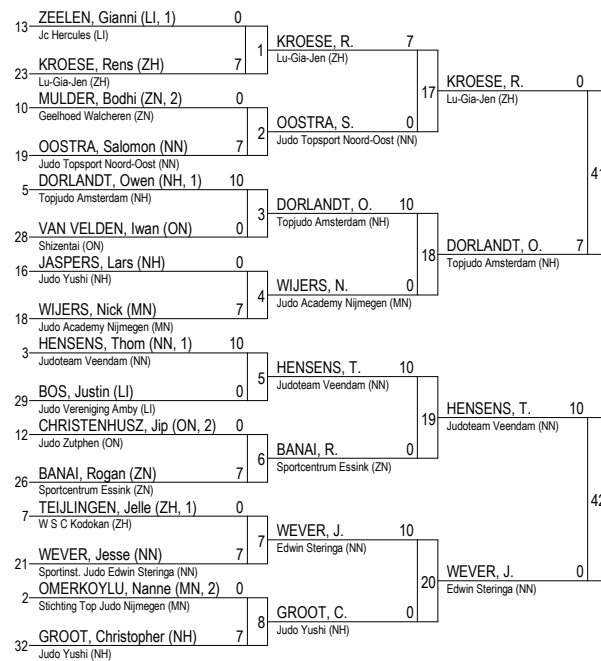 13 ZEELEN, Gianni (LI, 1) 0
Jc Hercules (LI)
1
23 KROESE, Rens (ZH) 7
Lu-Gia-Jen (ZH)
10 MULDER, Bodhi (ZN, 2) 0
Geelhoed Walcheren (ZN)
2
19 OOSTRA, Salomon (NN) 7
Judo Topsport Noord-Oost (NN)
5 DORLANDT, Owen (NH, 1) 10
Topjudo Amsterdam (NH)
3
28 VAN VELDEN, Iwan (ON) 0
Shizentai (ON)
16 JASPERS, Lars (NH) 0
Judo Yushi (NH)
4
18 WIJERS, Nick (MN) 7
Judo Academy Nijmegen (MN)
3 HENSENS, Thom (NN, 1) 10
Judoteam Veendam (NN)
5
29 BOS, Justin (LI) 0
Judo Vereniging Amby (LI)
12 CHRISTENHUSZ, Jip (ON, 2) 0
Judo Zutphen (ON)
6
26 BANAI, Rogan (ZN) 7
Sportcentrum Essink (ZN)
7 TEIJLINGEN, Jelle (ZH, 1) 0
W S C Kodokan (ZH)
7
21 WEVER, Jesse (NN) 7
Sportinst. Judo Edwin Steringa (NN)
2 OMERKOYLU, Nanne (MN, 2) 0
Stichting Top Judo Nijmegen (MN)
8
32 GROOT, Christopher (NH) 7
Judo Yushi (NH)
KROESE, R. 7
Lu-Gia-Jen (ZH)
17
OOSTRA, S. 0
Judo Topsport Noord-Oost (NN)
DORLANDT, O. 10
Topjudo Amsterdam (NH)
18
WIJERS, N. 0
Judo Academy Nijmegen (MN)
HENSENS, T. 10
Judoteam Veendam (NN)
19
BANAI, R. 0
Sportcentrum Essink (ZN)
WEVER, J. 10
Edwin Steringa (NN)
20
GROOT, C. 0
Judo Yushi (NH)
KROESE, R. 0
Lu-Gia-Jen (ZH)
41
DORLANDT, O. 7
Topjudo Amsterdam (NH)
HENSENS, T. 10
Judoteam Veendam (NN)
42
WEVER, J. 0
Edwin Steringa (NN)